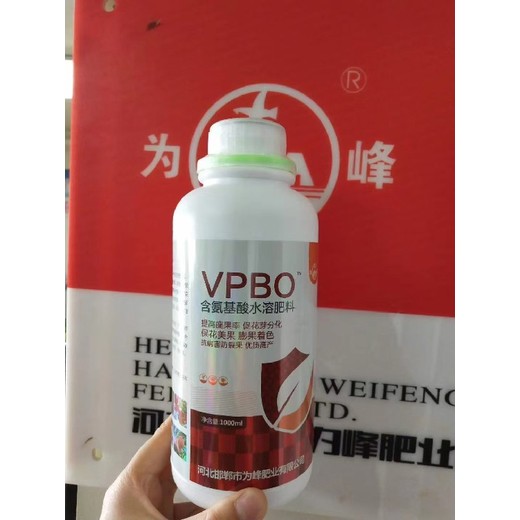 ®
为 峰
VPBO™
含氨基酸水溶肥料
提高座果率 促花芽分化
保花美果 膨果着色
抗病害防裂果 优质高产
净含量:1000ml
河北邯郸市为峰肥业有限公司
HE
HA WEIFENG
FE TD.
河 为峰肥业